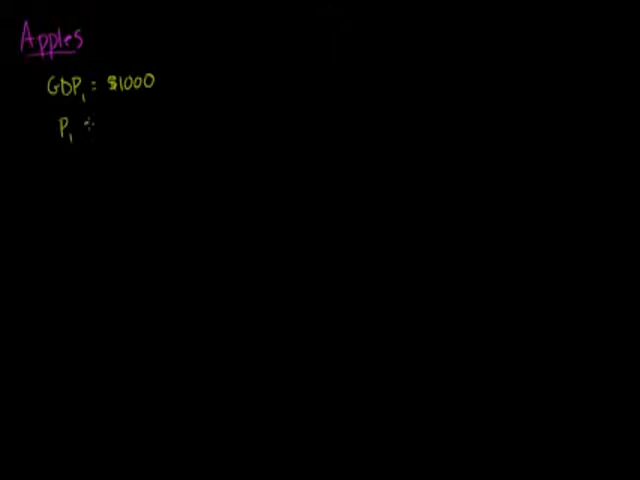 Apples
GDP₁ = $1000
P₁